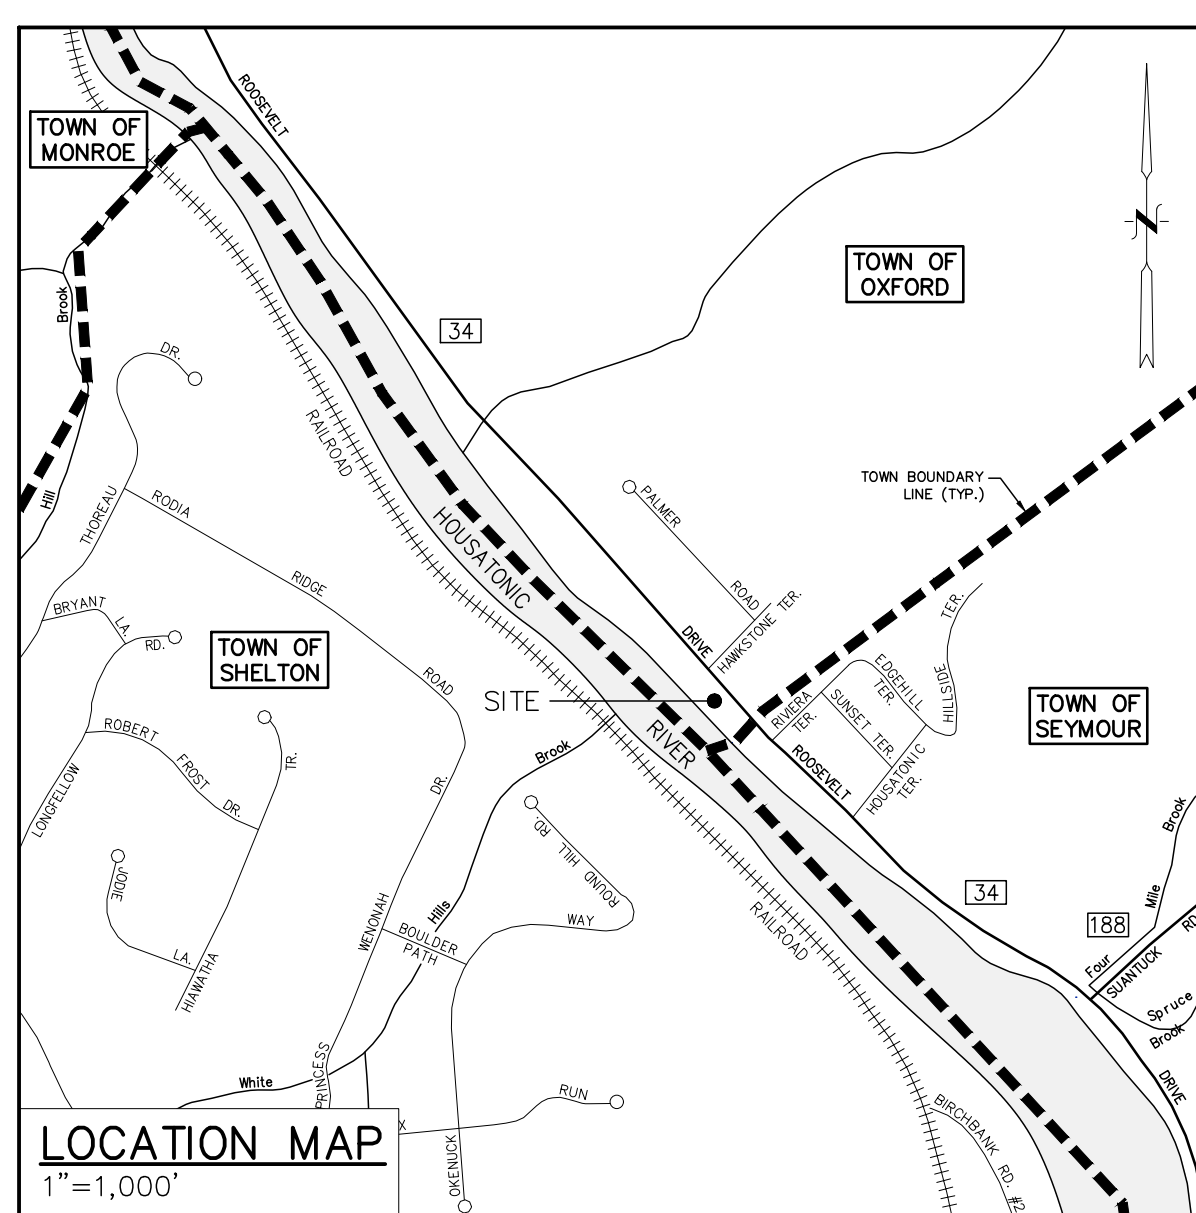 ROOSEVELT
TOWN OF
MONROE
TOWN OF
OXFORD
34
Brook
DR.
RAILROAD
TOWN BOUNDARY
LINE (TYP.)
Hill
THOREAU
RODIA
PALMER
HOUSATONIC
RIDGE
ROAD
HAWKSTONE TER.
TER.
BRYANT
LA.
RD.
DRIVE
TOWN OF
SHELTON
ROAD
EDGEHILL
TER.
HILLSIDE
SITE
RIVIERA
TER.
SUNSET TER.
TOWN OF
SEYMOUR
ROBERT
FROST
DR.
TR.
RIVER
Brook
ROOSEVELT
HOUSATONIC
TER.
LONGFELLOW
DR.
ROUND HILL RD.
Brook
JODIE
LA.
HIAWATHA
WENONAH
Hills
BOULDER
PATH
WAY
RAILROAD
34
Mile
188
RD
Four
SUANTUCK
Spruce
Brook
PRINCESS
White
RUN
DRIVE
BIRCHBANK RD. #2
X
OKENUCK
LOCATION MAP
1"=1,000'
N